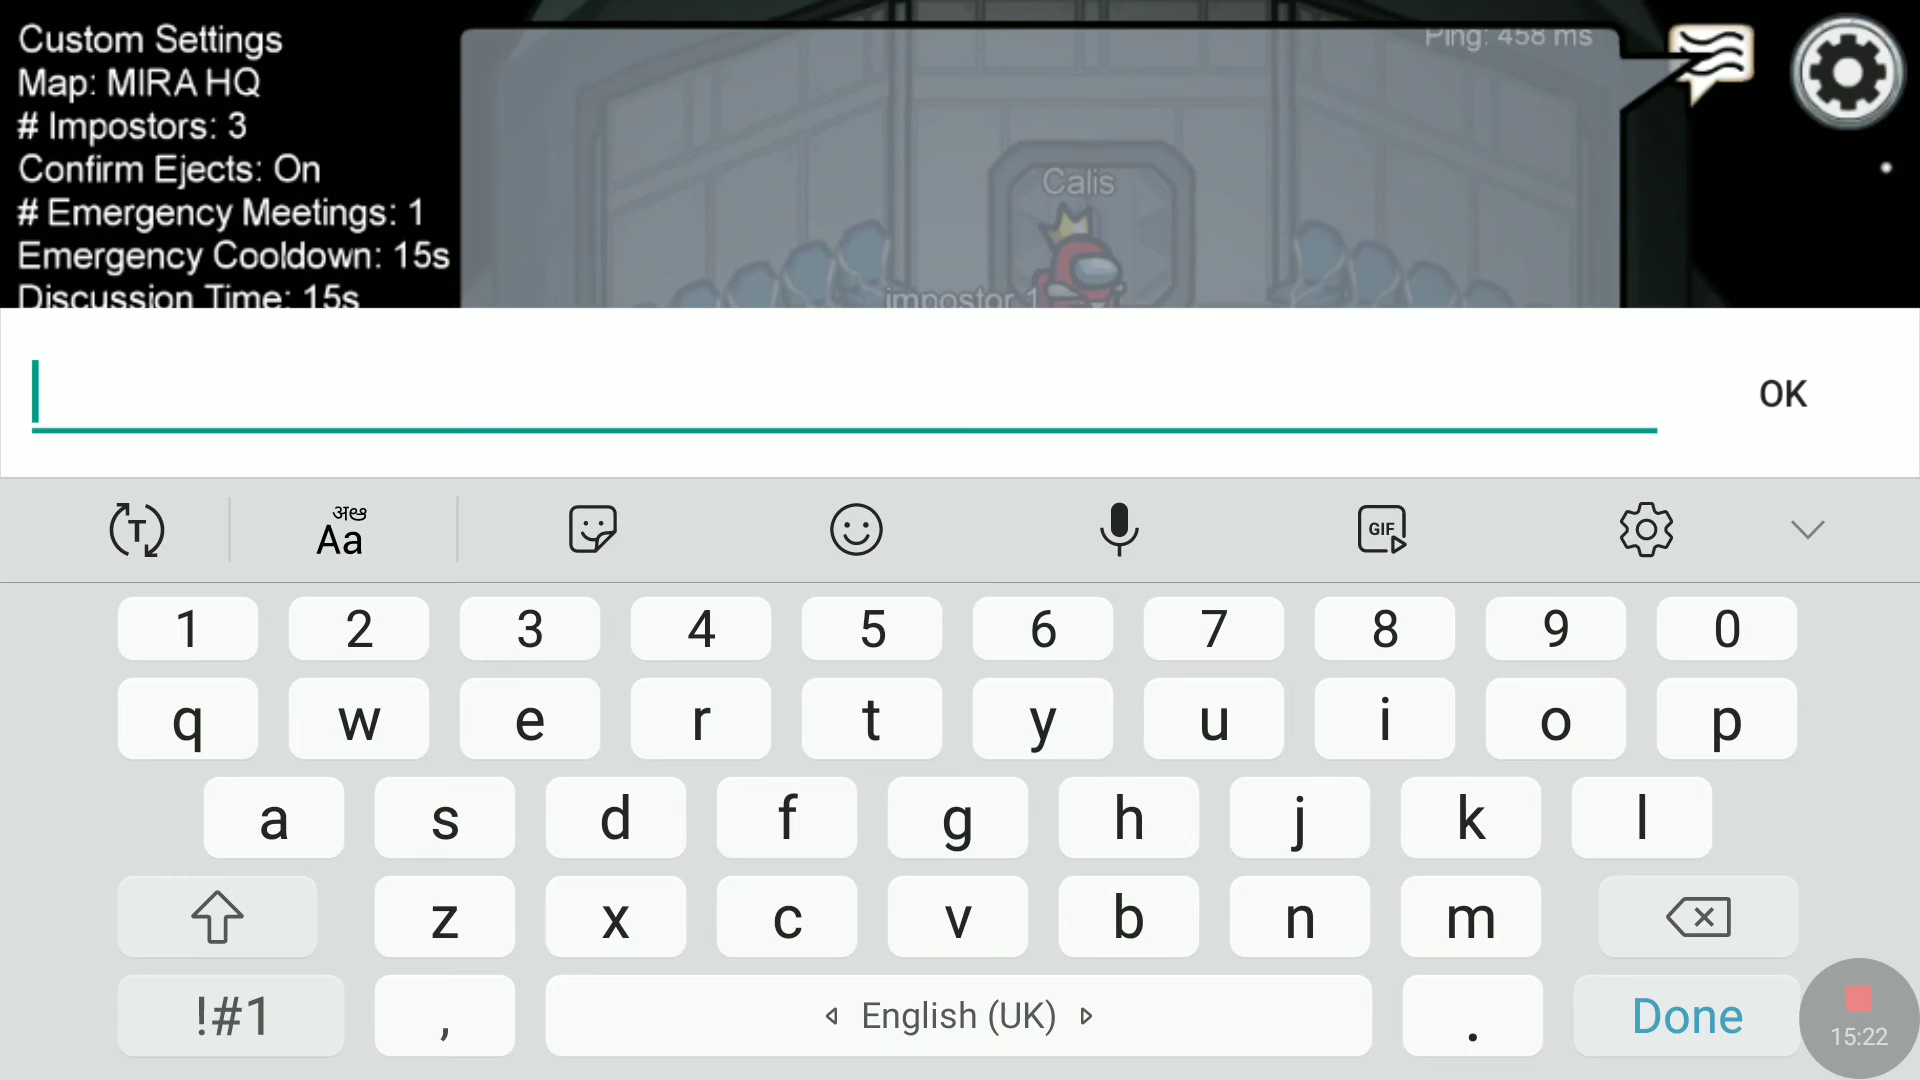 Custom Settings
Map: MIRA HQ
# Impostors: 3
Confirm Ejects: On
# Emergency Meetings: 1
Emergency Cooldown: 15s
Discussion Time: 15s
Ping: 458 ms
Calis
impostor 1
OK
T
अஆ
Aa
GIF
1 2 3 4 5 6 7 8 9 0
q w e r t y u i o p
a s d f g h j k l
z x c v b n m
!#1 , English (UK) . Done
15:22